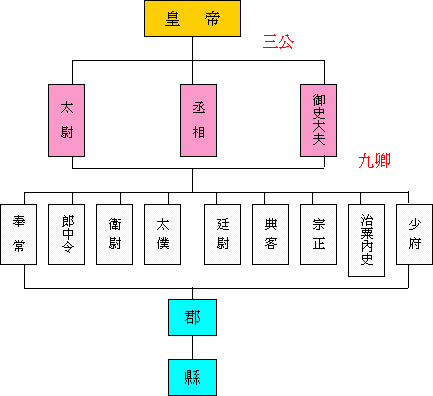 皇 帝
三公
太尉
丞相
御史大夫
九卿
奉常
郎中令
衛尉
太僕
廷尉
典客
宗正
治粟內史
少府
郡
縣